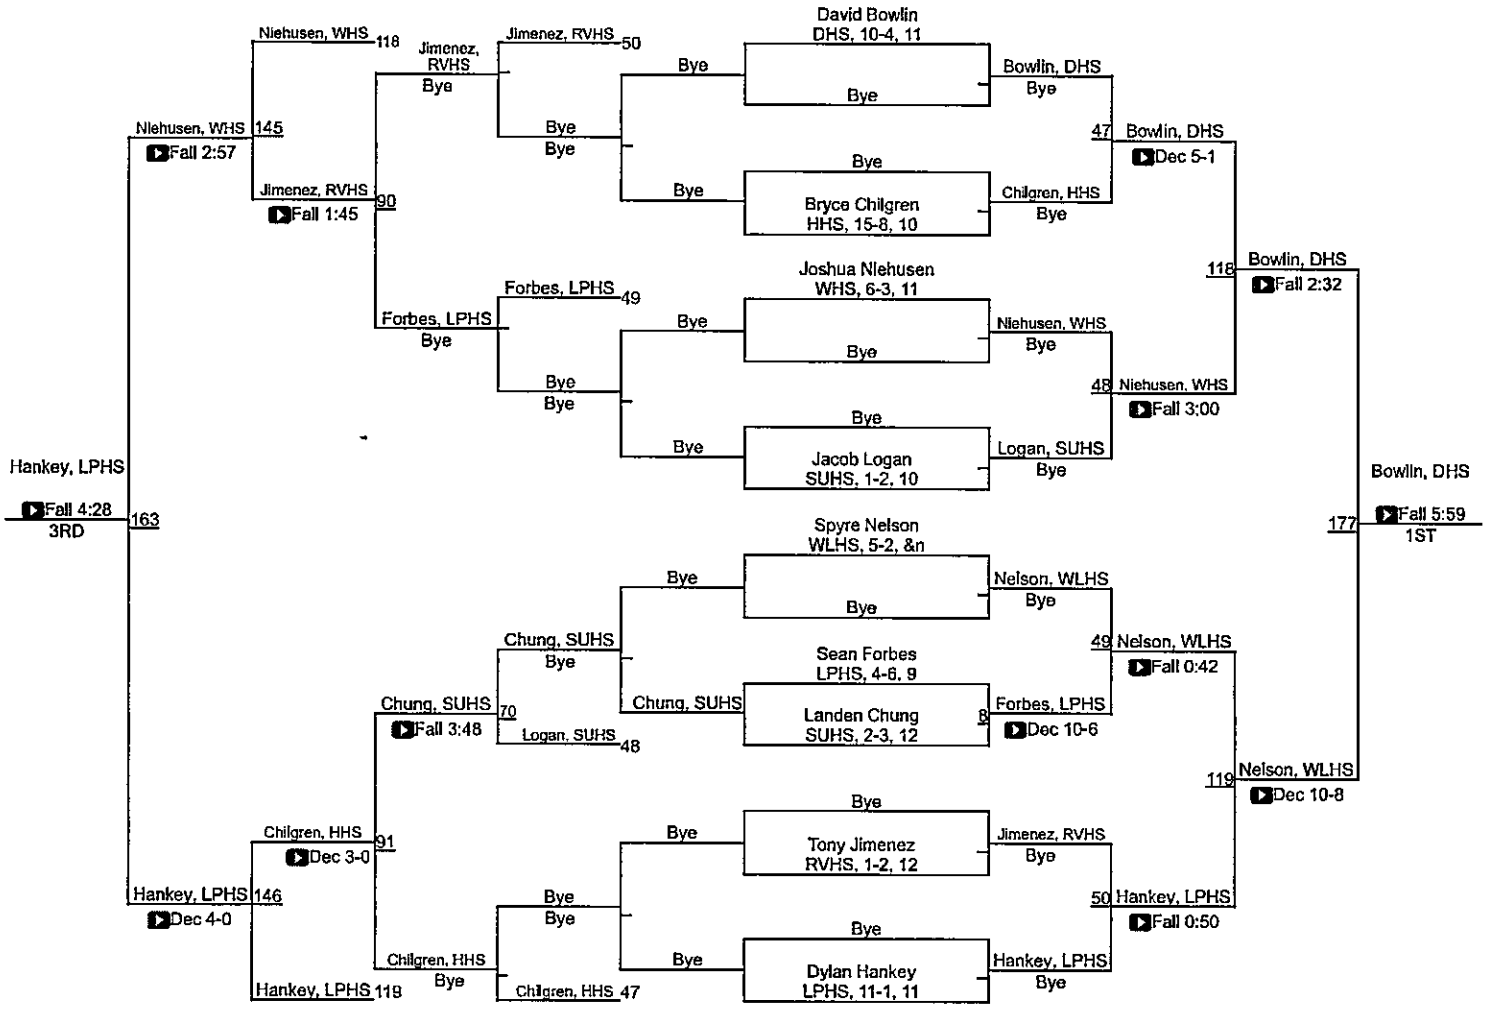 David Bowlin
DHS, 10-4, 11
Niehusen, WHS
118
Jimenez,
RVHS
Bye
Jimenez, RVHS
50
Bye
Bye
Bowlin, DHS
Bye
Niehusen, WHS
145
Fall 2:57
Bye
Bye
47
Bowlin, DHS
Dec 5-1
Bye
Jimenez, RVHS
90
Fall 1:45
Bye
Bryce Chilgren
HHS, 15-8, 10
Chilgren, HHS
Bye
Joshua Niehusen
WHS, 6-3, 11
118
Bowlin, DHS
Fall 2:32
Forbes, LPHS
49
Forbes, LPHS
Bye
Bye
Bye
Niehusen, WHS
Bye
Bye
Bye
48
Niehusen, WHS
Fall 3:00
Bye
Bye
Jacob Logan
SUHS, 1-2, 10
Logan, SUHS
Bye
Hankey, LPHS
Fall 4:28
3RD
163
Bowlin, DHS
177
Fall 5:59
1ST
Spyre Nelson
WLHS, 5-2, &n
Bye
Bye
Nelson, WLHS
Bye
Chung, SUHS
Bye
49
Nelson, WLHS
Fall 0:42
Sean Forbes
LPHS, 4-6, 9
Chung, SUHS
70
Fall 3:48
Chung, SUHS
Landen Chung
SUHS, 2-3, 12
8
Forbes, LPHS
Dec 10-6
Logan, SUHS
48
119
Nelson, WLHS
Dec 10-8
Bye
Chilgren, HHS
91
Dec 3-0
Bye
Tony Jimenez
RVHS, 1-2, 12
Jimenez, RVHS
Bye
Hankey, LPHS
146
Dec 4-0
Bye
Bye
50
Hankey, LPHS
Fall 0:50
Bye
Chilgren, HHS
Bye
Bye
Dylan Hankey
LPHS, 11-1, 11
Hankey, LPHS
Bye
Hankey, LPHS
119
Chilgren, HHS
47